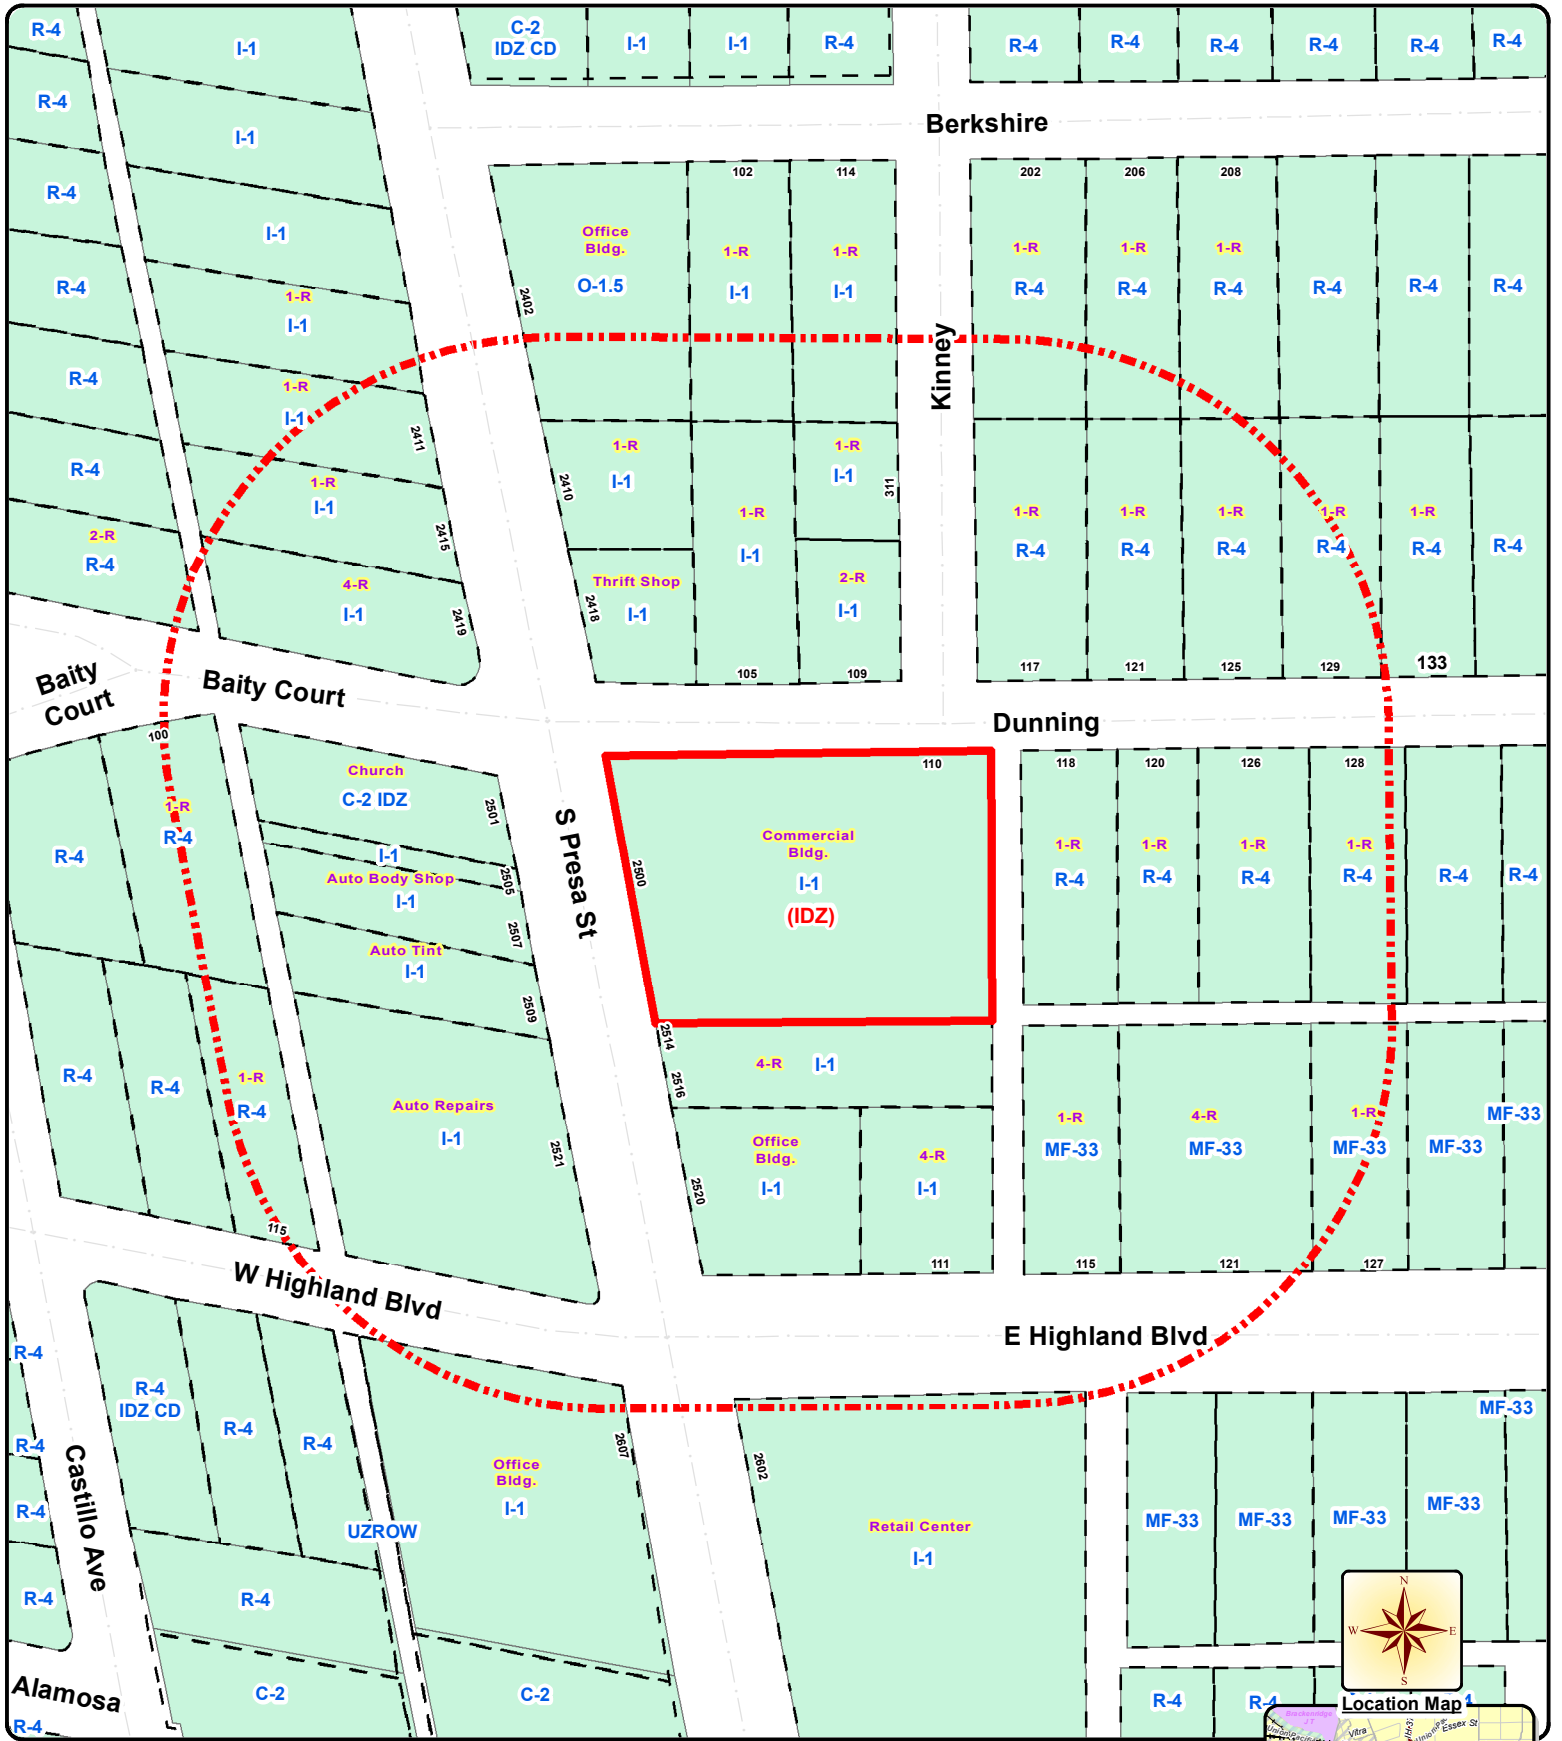 R-4
I-1
C-2
IDZ CD
I-1
I-1
R-4
R-4
R-4
R-4
R-4
R-4
R-4
R-4
I-1
Berkshire
R-4
I-1
102
114
202
206
208
Office
Bldg.
O-1.5
1-R
I-1
1-R
I-1
1-R
R-4
1-R
R-4
1-R
R-4
R-4
R-4
R-4
R-4
1-R
I-1
2402
Kinney
R-4
1-R
I-1
2411
R-4
1-R
I-1
2415
1-R
I-1
2410
1-R
I-1
311
1-R
I-1
1-R
R-4
1-R
R-4
1-R
R-4
1-R
R-4
1-R
R-4
R-4
2-R
R-4
4-R
I-1
2419
Thrift Shop
I-1
2418
2-R
I-1
105
109
117
121
125
129
133
Baity
Court
Baity Court
Dunning
100
Church
C-2 IDZ
2501
S Presa St
110
118
120
126
128
1-R
R-4
R-4
I-1
2505
Auto Body Shop
I-1
2507
Commercial
Bldg.
I-1
(IDZ)
2500
1-R
R-4
1-R
R-4
1-R
R-4
1-R
R-4
R-4
R-4
Auto Tint
I-1
2509
2514
4-R
I-1
2516
R-4
R-4
1-R
R-4
Auto Repairs
I-1
2521
Office
Bldg.
I-1
2520
4-R
I-1
111
1-R
MF-33
4-R
MF-33
1-R
MF-33
MF-33
MF-33
115
121
127
115
W Highland Blvd
E Highland Blvd
R-4
R-4
IDZ CD
R-4
R-4
2607
2602
MF-33
R-4
R-4
R-4
Castillo Ave
Office
Bldg.
I-1
UZROW
Retail Center
I-1
MF-33
MF-33
MF-33
MF-33
R-4
C-2
C-2
Alamosa
R-4
R-4
R-4
N
W
E
S
Location Map
Brackenridge
Vitra
Essex St